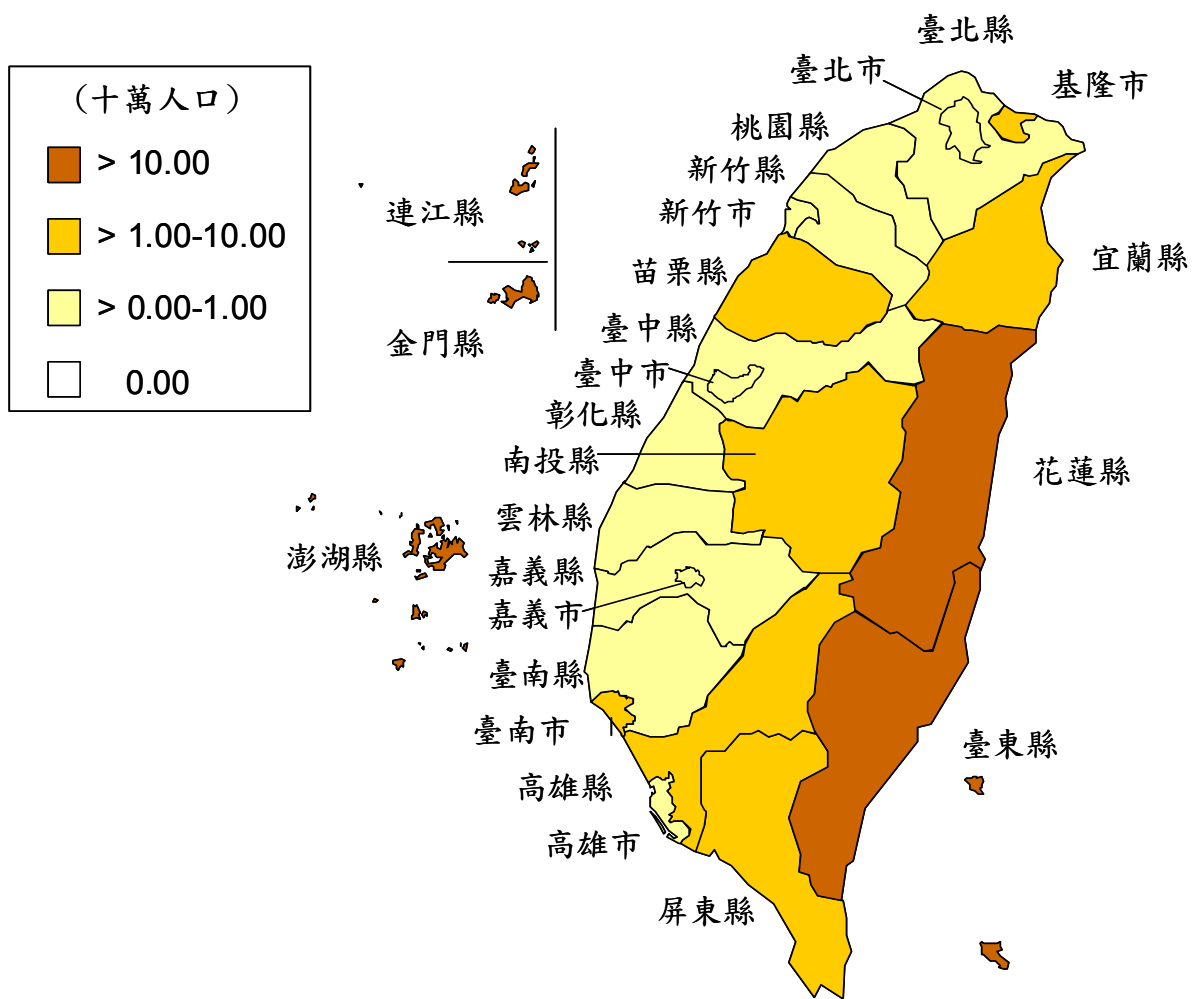 (十萬人口)
> 10.00
> 1.00-10.00
> 0.00-1.00
0.00
臺北縣
臺北市
基隆市
桃園縣
新竹縣
新竹市
連江縣
苗栗縣
宜蘭縣
金門縣
臺中縣
臺中市
彰化縣
南投縣
花蓮縣
雲林縣
澎湖縣
嘉義縣
嘉義市
臺南縣
臺南市
臺東縣
高雄縣
高雄市
屏東縣